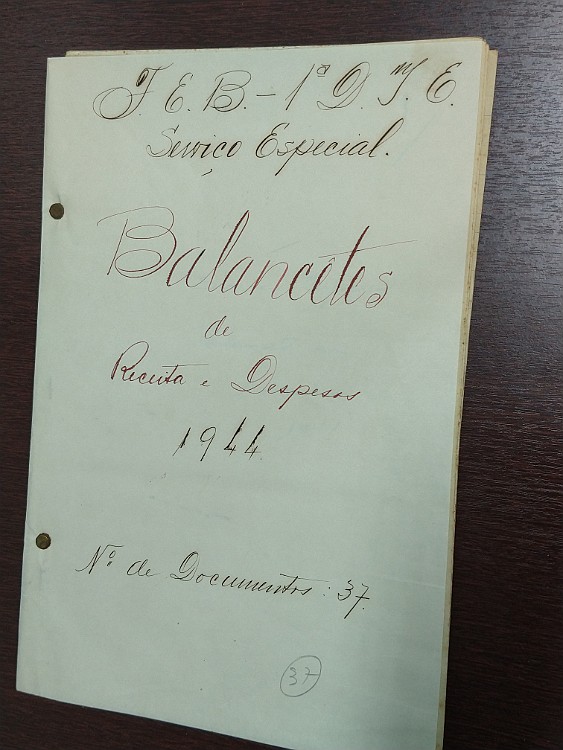 F. E. B. - 1ª D. I. E.
Serviço Especial.
Balancêtes
de
Receita e Despesas
1944
Nº de Documentos: 37.
37